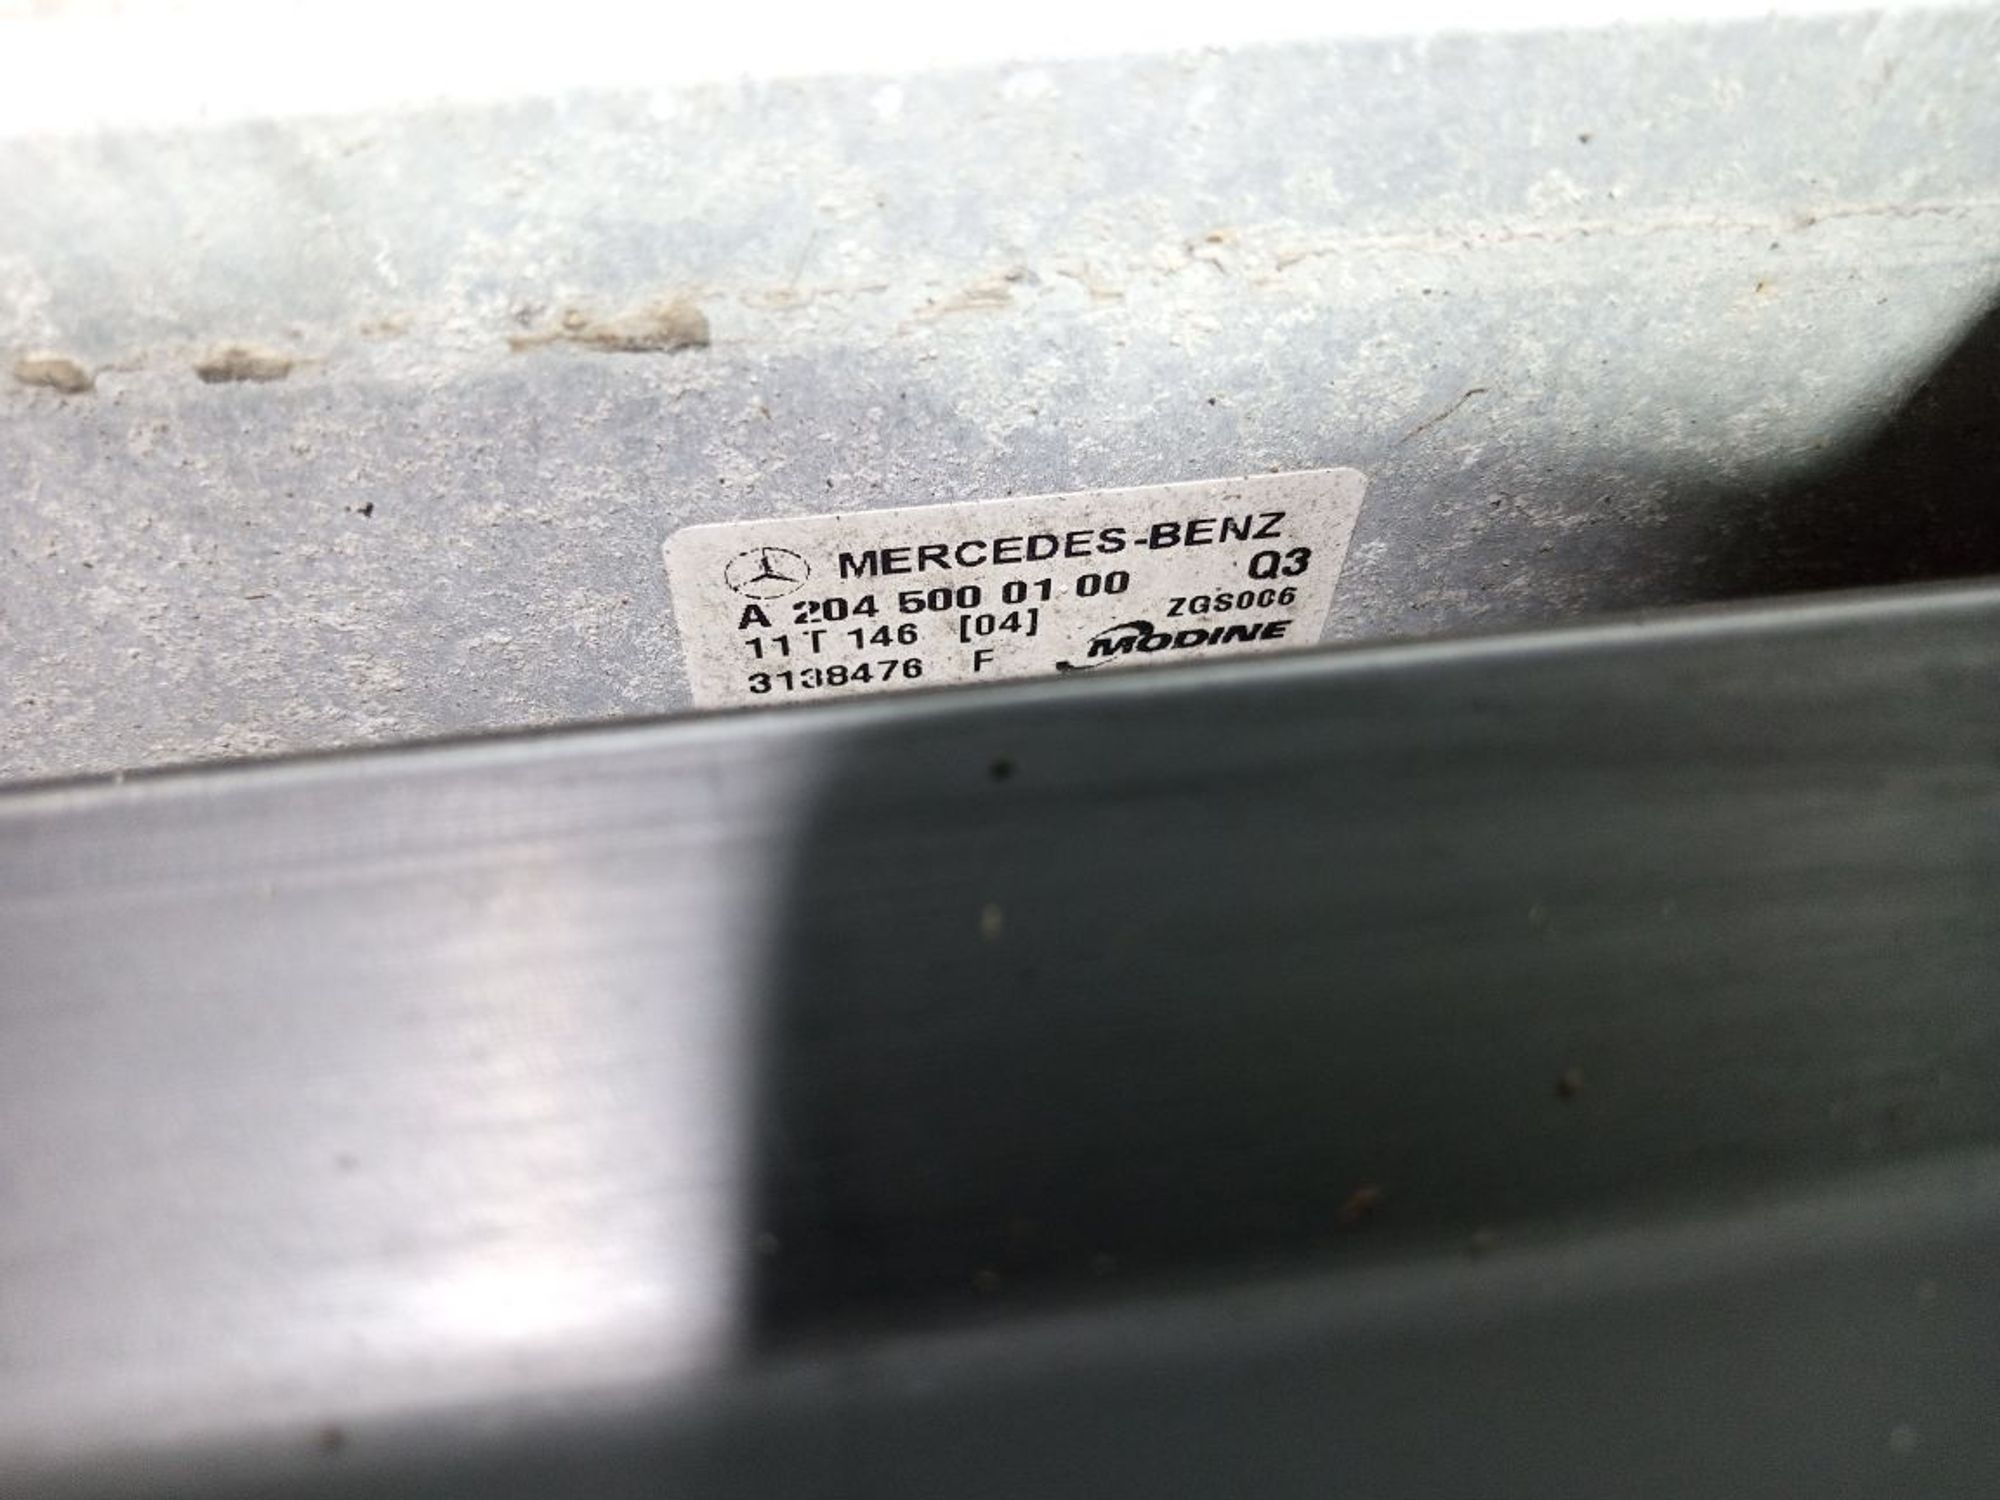 MERCEDES-BENZ
A 204 500 01 00 Q3
11T 146 [04] ZGS006
3138476 F MODINE